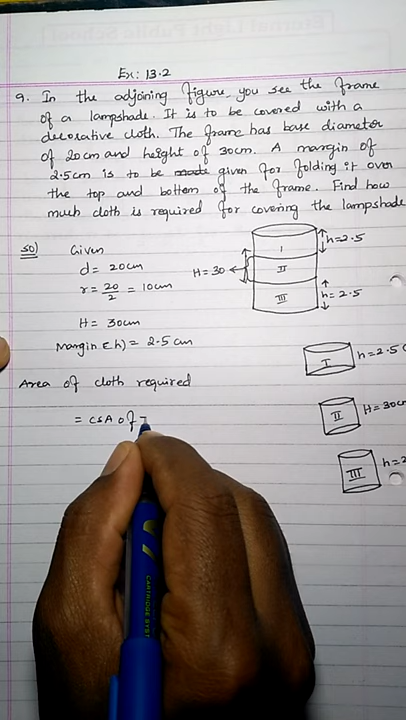 Ex: 13.2
9. In the adjoining figure, you see the frame
of a lampshade. It is to be covered with a
decorative cloth. The frame has base diameter
of 20cm and height of 30cm. A margin of
2.5cm is to be made given for folding it over
the top and bottom of the frame. Find how
much cloth is required for covering the lampshade
Sol Given
d = 20cm
r = 20/2 = 10cm
H = 30cm
Margin (h) = 2.5 cm
I
h=2.5
H = 30
II
III
h = 2.5
Area of cloth required
= CSA of
I h=2.5
II H=30cm
III
CARTRIDGE SYST